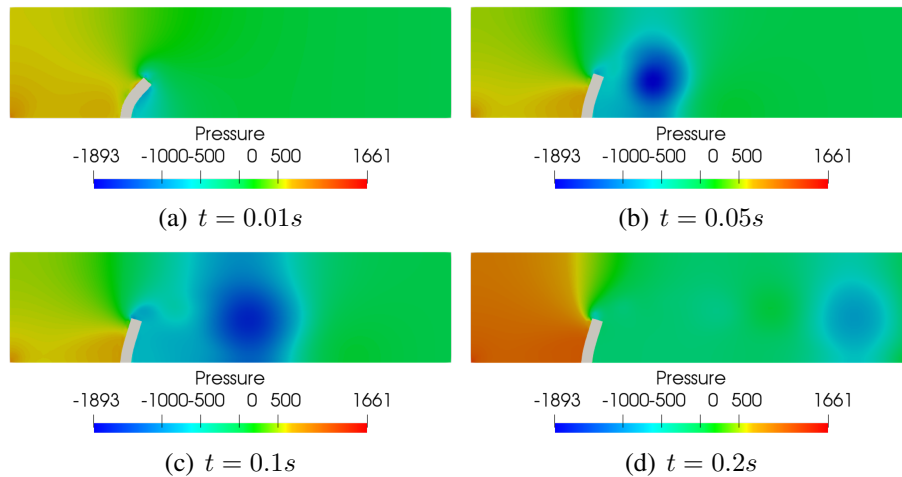 Pressure Pressure
-1893 -1000 -500 0 500 1661 -1893 -1000 -500 0 500 1661
(a) t = 0.01s (b) t = 0.05s
Pressure Pressure
-1893 -1000 -500 0 500 1661 -1893 -1000 -500 0 500 1661
(c) t = 0.1s (d) t = 0.2s